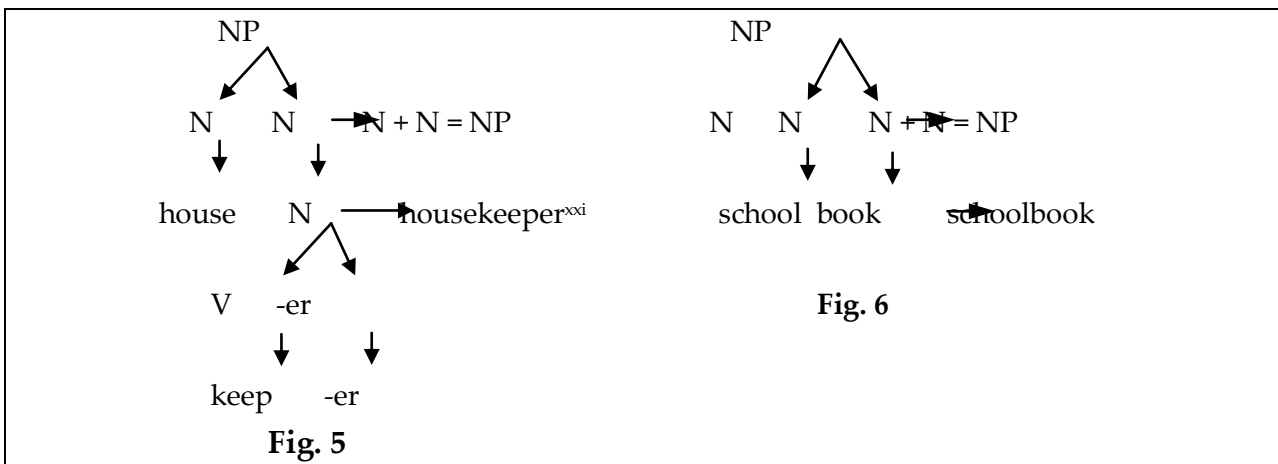 NP
N N N + N = NP
house N housekeeperxxi
V -er
keep -er
Fig. 5
NP
N N N + N = NP
school book schoolbook
Fig. 6